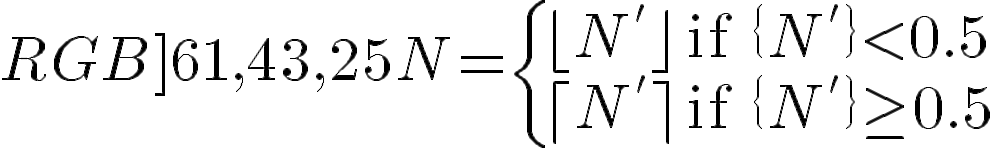 RGB]61,43,25N = { ⌊N′⌋ if {N′}<0.5
⌈N′⌉ if {N′}≥0.5